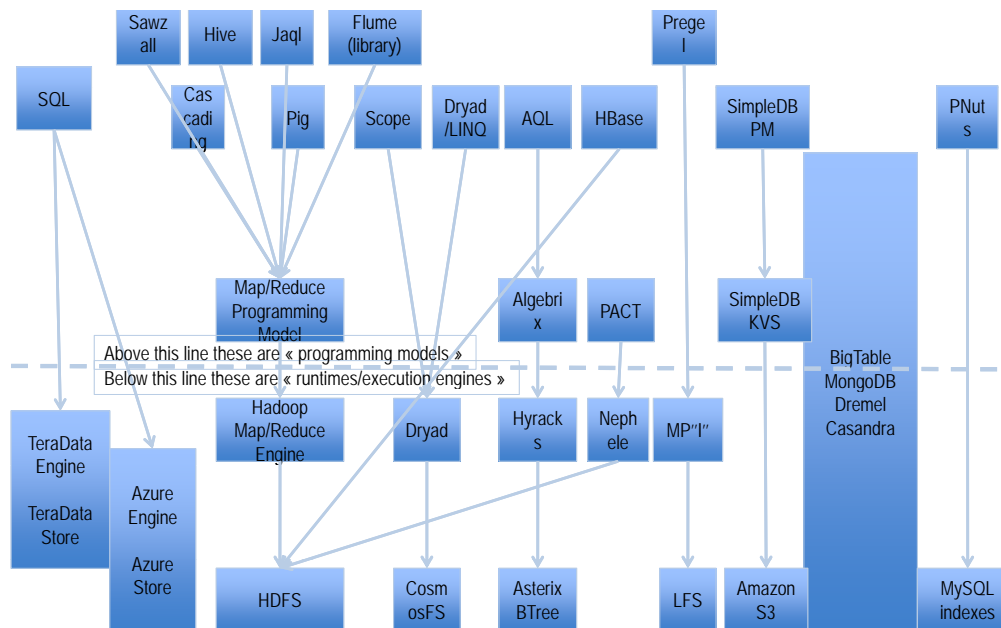 Sawz
all
Hive
Jaql
Flume
(library)
Prege
l
SQL
Cas
cadi
ng
Pig
Scope
Dryad
/LINQ
AQL
HBase
SimpleDB
PM
PNut
s
Map/Reduce
Programming
Model
Algebri
x
PACT
SimpleDB
KVS
BigTable
MongoDB
Dremel
Casandra
Above this line these are « programming models »
Below this line these are « runtimes/execution engines »
TeraData
Engine
TeraData
Store
Azure
Engine
Azure
Store
Hadoop
Map/Reduce
Engine
Dryad
Hyrack
s
Nep
hele
MP"I"
HDFS
Cosm
osFS
Asterix
BTree
LFS
Amazon
S3
MySQL
indexes